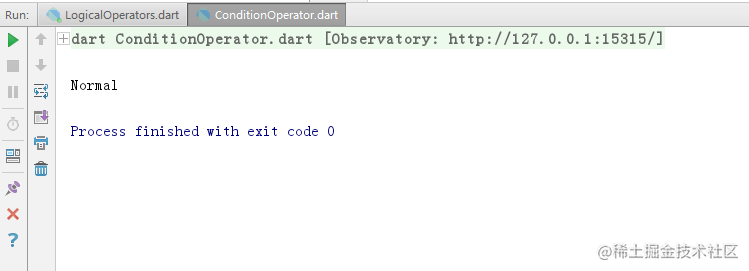 Run: LogicalOperators.dart ConditionOperator.dart
dart ConditionOperator.dart [Observatory: http://127.0.0.1:15315/]
Normal
Process finished with exit code 0
@稀土掘金技术社区